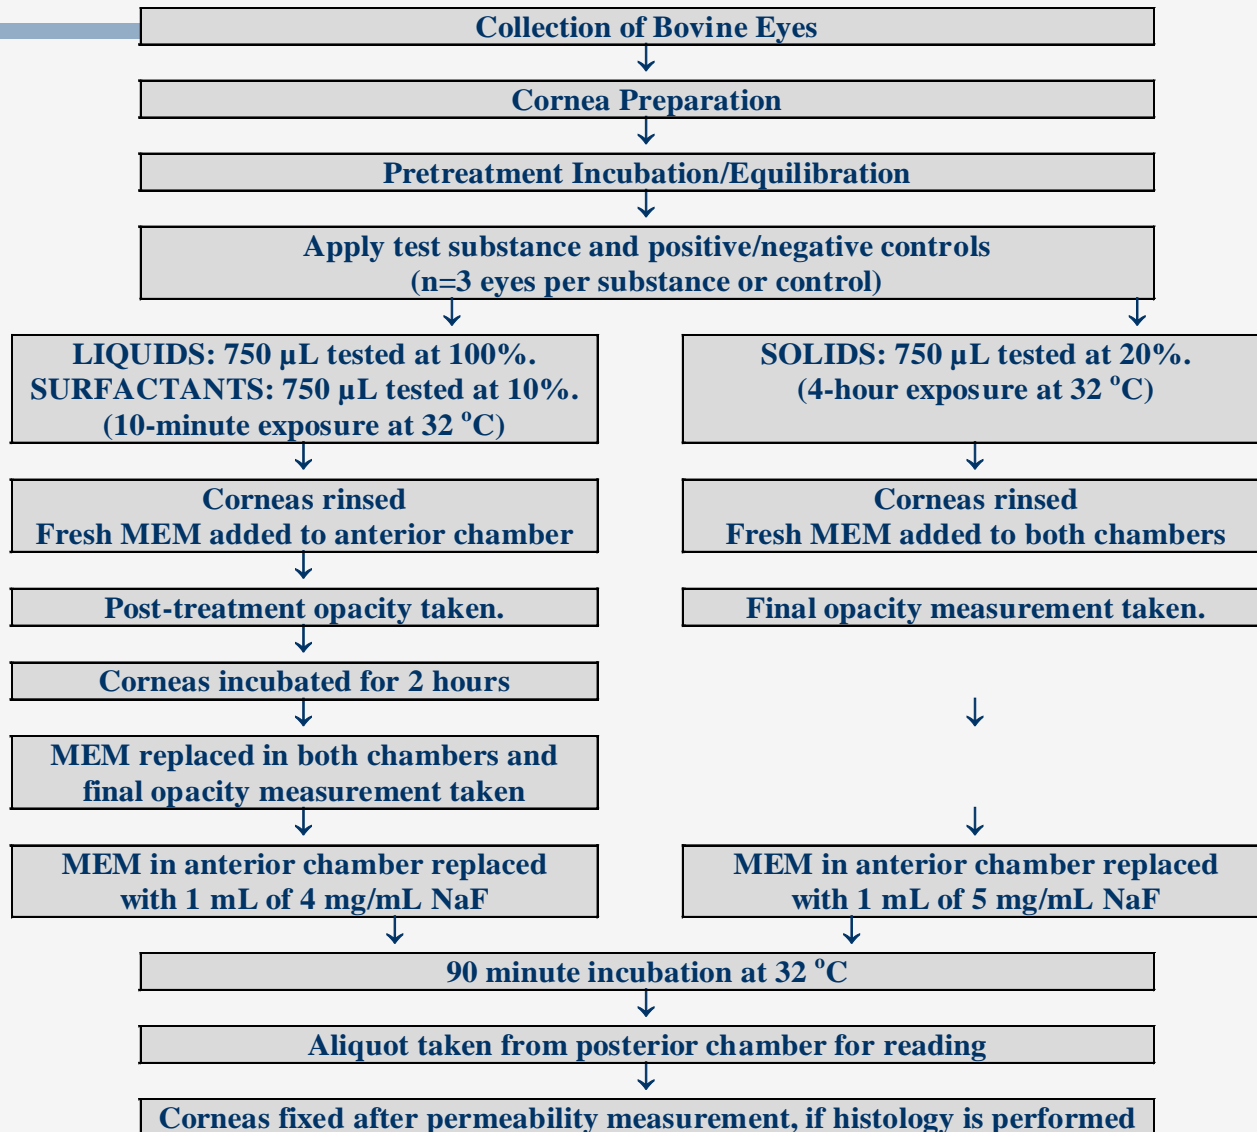 Collection of Bovine Eyes
Cornea Preparation
Pretreatment Incubation/Equilibration
Apply test substance and positive/negative controls
(n=3 eyes per substance or control)
LIQUIDS: 750 µL tested at 100%.
SURFACTANTS: 750 µL tested at 10%.
(10-minute exposure at 32 °C)
SOLIDS: 750 µL tested at 20%.
(4-hour exposure at 32 °C)
Corneas rinsed
Fresh MEM added to anterior chamber
Corneas rinsed
Fresh MEM added to both chambers
Post-treatment opacity taken.
Final opacity measurement taken.
Corneas incubated for 2 hours
MEM replaced in both chambers and
final opacity measurement taken
MEM in anterior chamber replaced
with 1 mL of 4 mg/mL NaF
MEM in anterior chamber replaced
with 1 mL of 5 mg/mL NaF
90 minute incubation at 32 °C
Aliquot taken from posterior chamber for reading
Corneas fixed after permeability measurement, if histology is performed